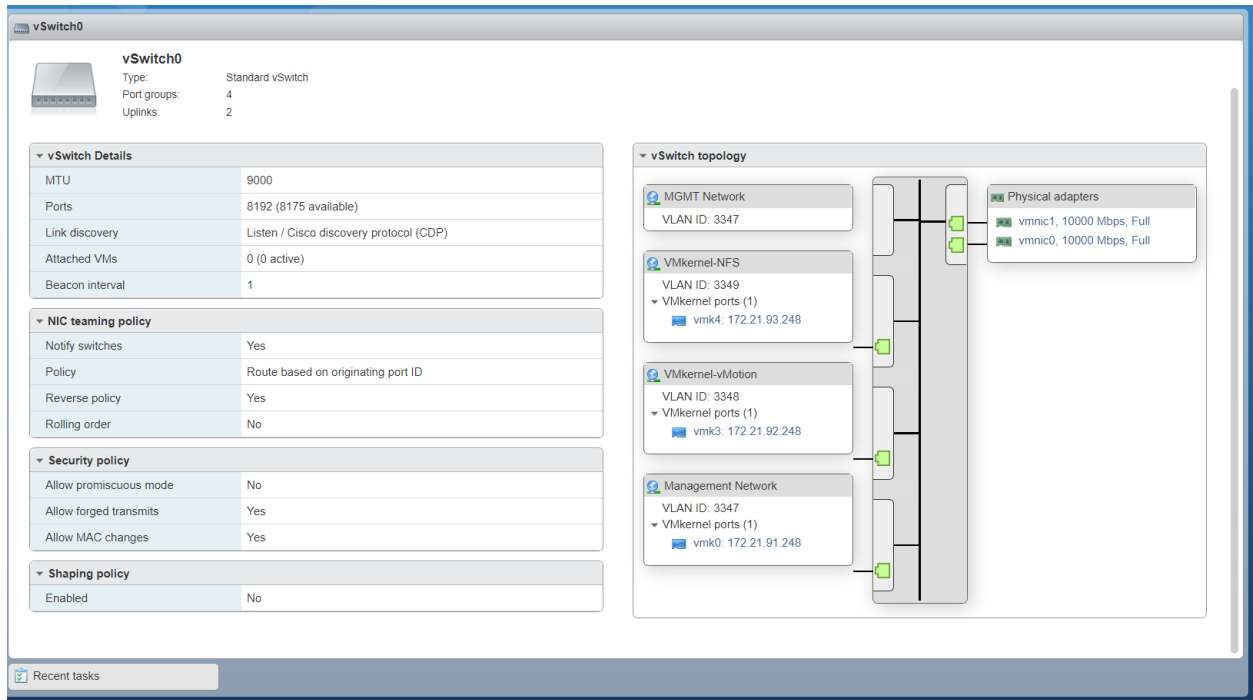 vSwitch0
vSwitch0
Type: Standard vSwitch
Port groups: 4
Uplinks: 2
vSwitch Details
MTU 9000
Ports 8192 (8175 available)
Link discovery Listen / Cisco discovery protocol (CDP)
Attached VMs 0 (0 active)
Beacon interval 1
NIC teaming policy
Notify switches Yes
Policy Route based on originating port ID
Reverse policy Yes
Rolling order No
Security policy
Allow promiscuous mode No
Allow forged transmits Yes
Allow MAC changes Yes
Shaping policy
Enabled No
vSwitch topology
MGMT Network
VLAN ID: 3347
VMkernel-NFS
VLAN ID: 3349
VMkernel ports (1)
vmk4: 172.21.93.248
VMkernel-vMotion
VLAN ID: 3348
VMkernel ports (1)
vmk3: 172.21.92.248
Management Network
VLAN ID: 3347
VMkernel ports (1)
vmk0: 172.21.91.248
Physical adapters
vmnic1, 10000 Mbps, Full
vmnic0, 10000 Mbps, Full
Recent tasks